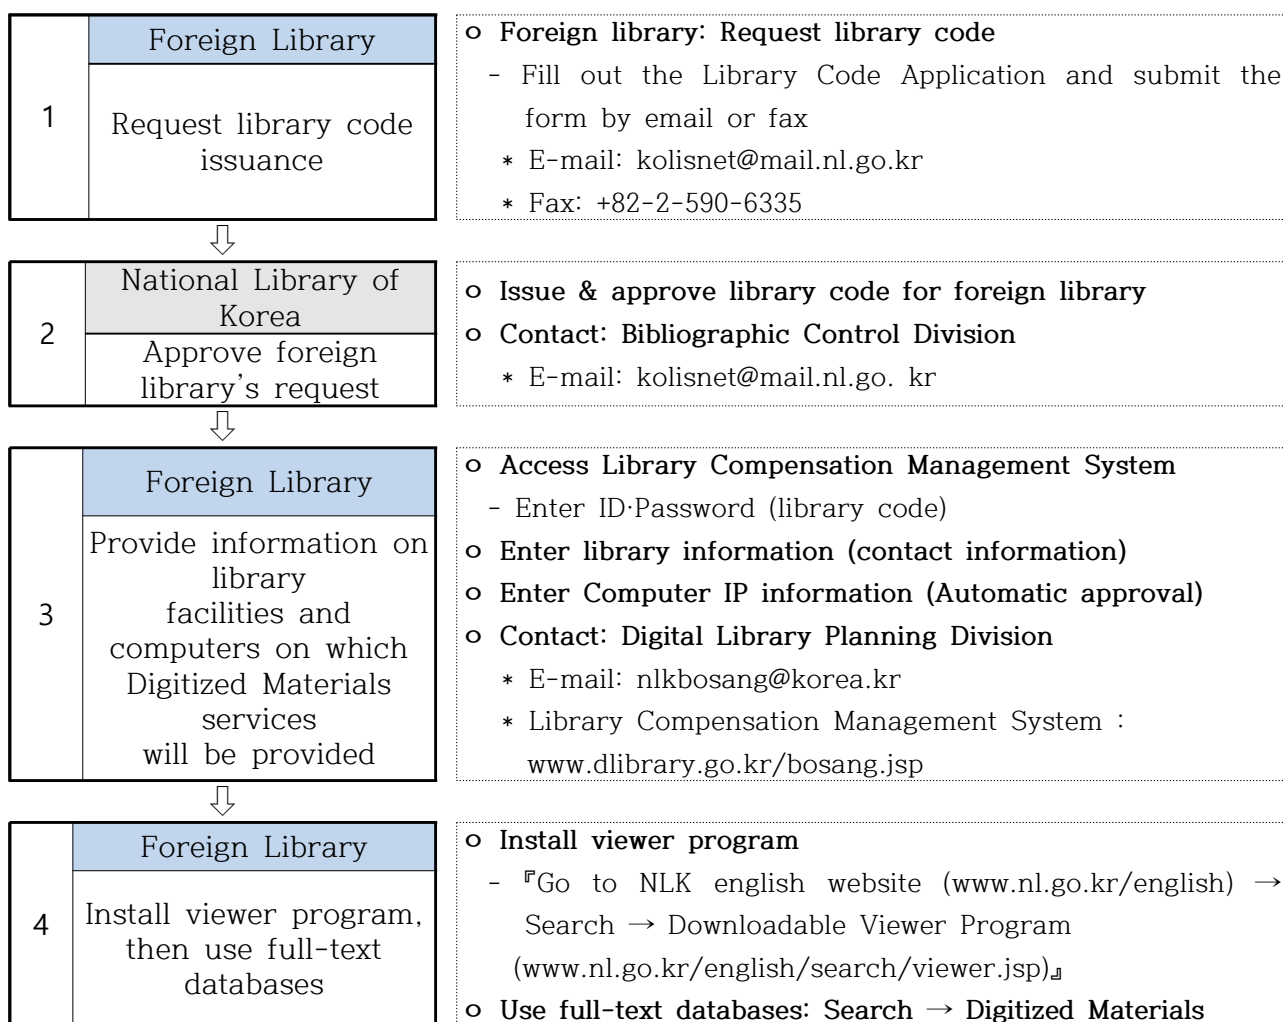 1
Foreign Library
Request library code
issuance
o Foreign library: Request library code
- Fill out the Library Code Application and submit the
form by email or fax
* E-mail: kolisnet@mail.nl.go.kr
* Fax: +82-2-590-6335
⇩
2
National Library of
Korea
Approve foreign
library's request
o Issue & approve library code for foreign library
o Contact: Bibliographic Control Division
* E-mail: kolisnet@mail.nl.go. kr
⇩
3
Foreign Library
Provide information on
library
facilities and
computers on which
Digitized Materials
services
will be provided
o Access Library Compensation Management System
- Enter ID·Password (library code)
o Enter library information (contact information)
o Enter Computer IP information (Automatic approval)
o Contact: Digital Library Planning Division
* E-mail: nlkbosang@korea.kr
* Library Compensation Management System :
www.dlibrary.go.kr/bosang.jsp
⇩
4
Foreign Library
Install viewer program,
then use full-text
databases
o Install viewer program
- 『Go to NLK english website (www.nl.go.kr/english) →
Search → Downloadable Viewer Program
(www.nl.go.kr/english/search/viewer.jsp)』
o Use full-text databases: Search → Digitized Materials